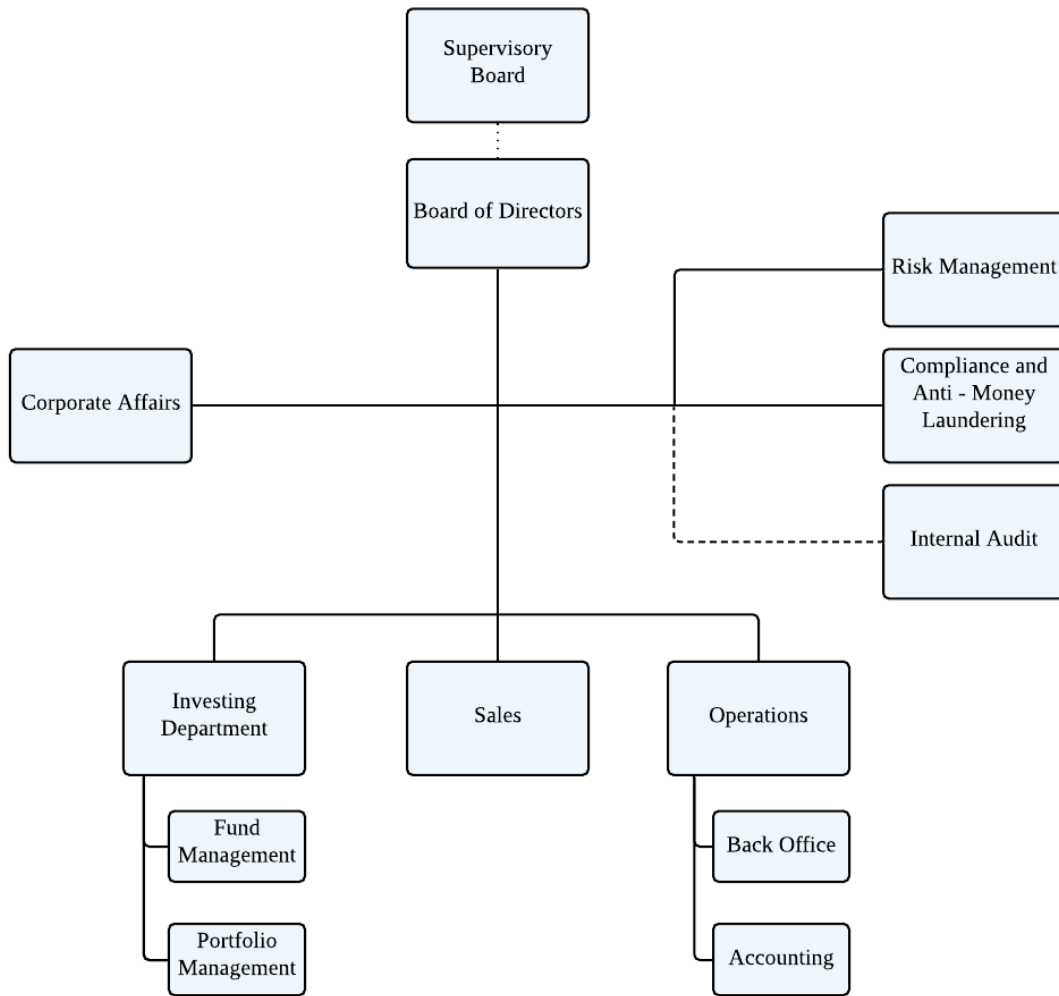 Supervisory
Board
Board of Directors
Risk Management
Corporate Affairs
Compliance and
Anti - Money
Laundering
Internal Audit
Investing
Department
Sales
Operations
Fund
Management
Back Office
Portfolio
Management
Accounting